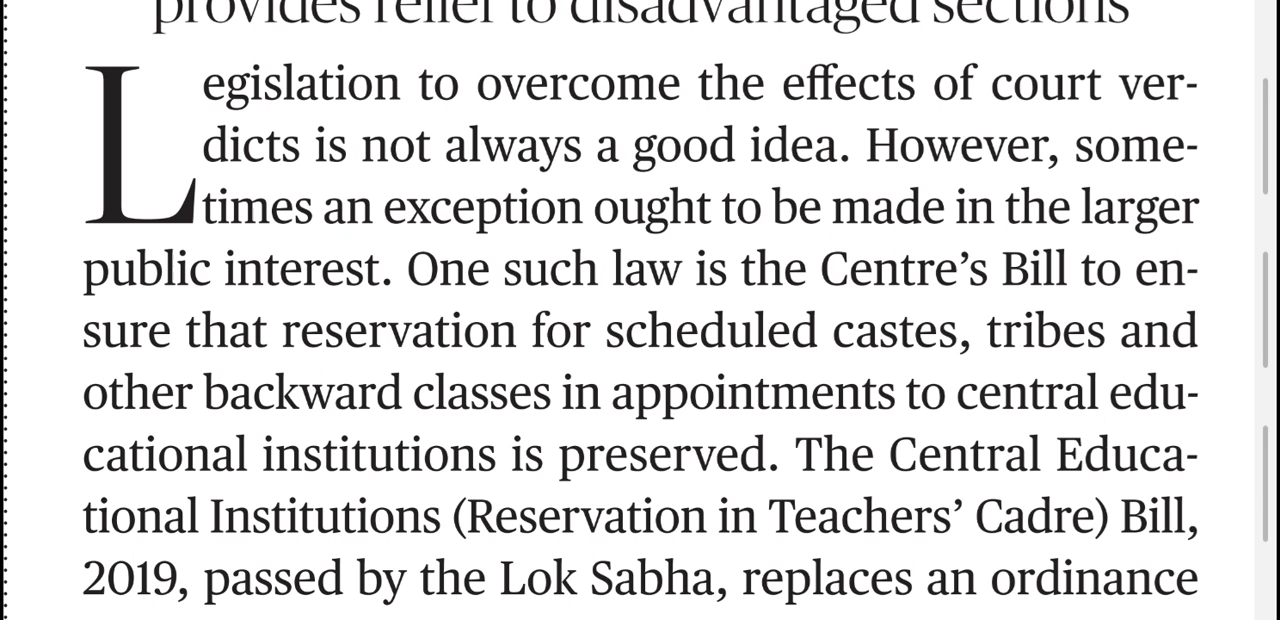 provides relief to disadvantaged sections
Legislation to overcome the effects of court ver-
dicts is not always a good idea. However, some-
times an exception ought to be made in the larger
public interest. One such law is the Centre’s Bill to en-
sure that reservation for scheduled castes, tribes and
other backward classes in appointments to central edu-
cational institutions is preserved. The Central Educa-
tional Institutions (Reservation in Teachers’ Cadre) Bill,
2019, passed by the Lok Sabha, replaces an ordinance